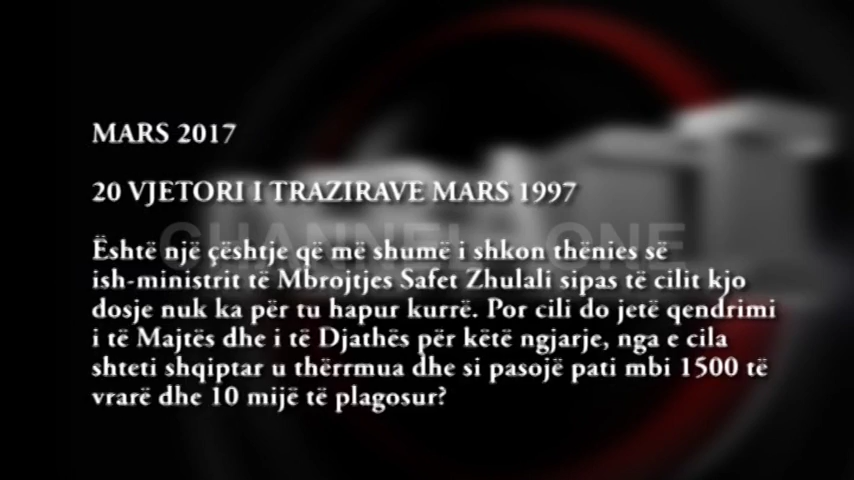 MARS 2017
20 VJETORI I TRAZIRAVE MARS 1997
CHANNEL ONE
Është një çështje që më shumë i shkon thënies së
ish-ministrit të Mbrojtjes Safet Zhulali sipas të cilit kjo
dosje nuk ka për tu hapur kurrë. Por cili do jetë qendrimi
i të Majtës dhe i të Djathës për këtë ngjarje, nga e cila
shteti shqiptar u thërrmua dhe si pasojë pati mbi 1500 të
vrarë dhe 10 mijë të plagosur?